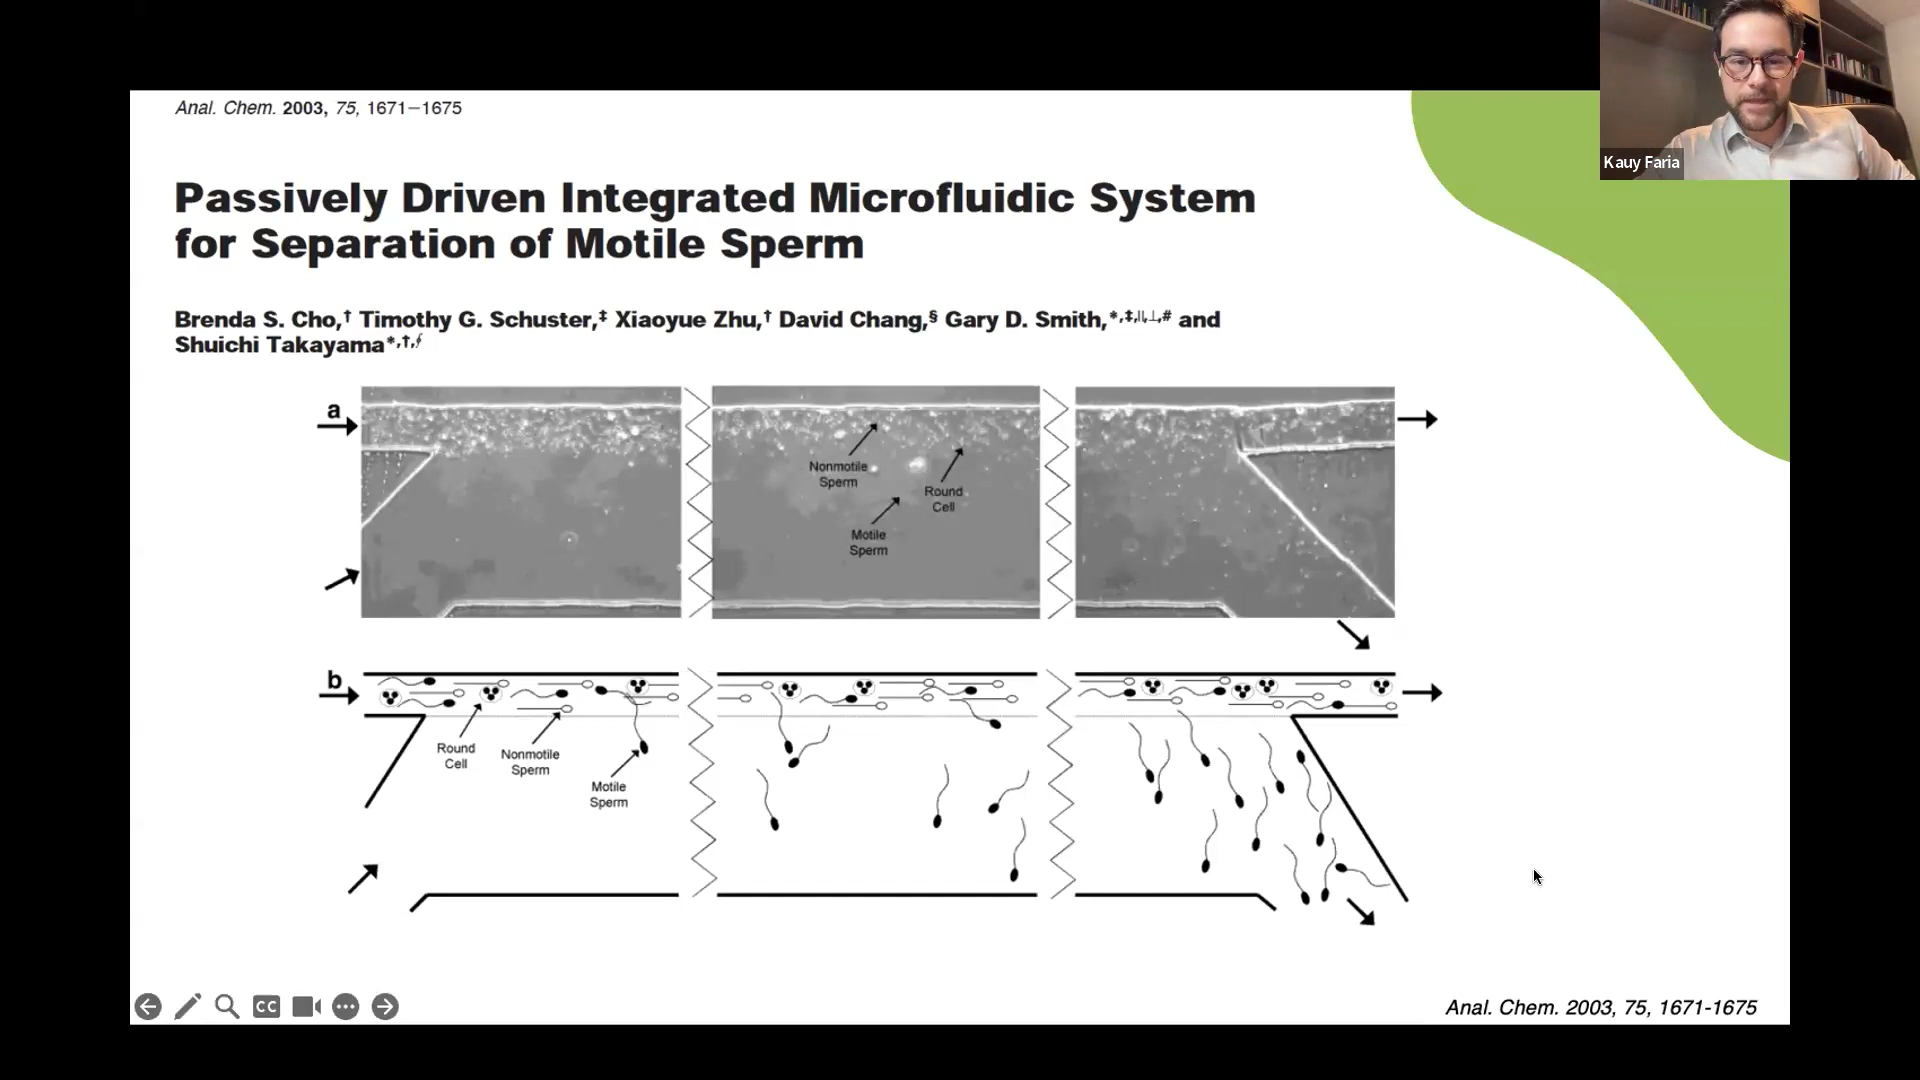 Kauy Faria
Anal. Chem. 2003, 75, 1671−1675
Passively Driven Integrated Microfluidic System
for Separation of Motile Sperm
Brenda S. Cho,† Timothy G. Schuster,‡ Xiaoyue Zhu,† David Chang,§ Gary D. Smith,*,‡,||,⊥,# and
Shuichi Takayama*,†,∮
a
Nonmotile
Sperm
Round
Cell
Motile
Sperm
b
Round
Cell
Nonmotile
Sperm
Motile
Sperm
CC
Anal. Chem. 2003, 75, 1671-1675